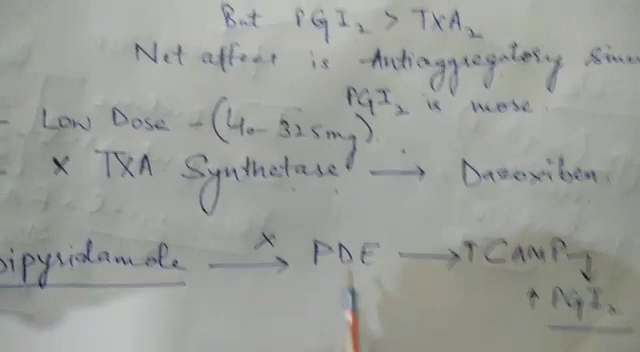 But PGI₂ > TXA₂
Net affect is Antiaggregatory since
PGI₂ is more.
- Low Dose - (40-325mg)
- x TXA Synthetase → Dazoxiben
Dipyridamole —x→ PDE → ↑CAMP ↓
↑ PgI₂